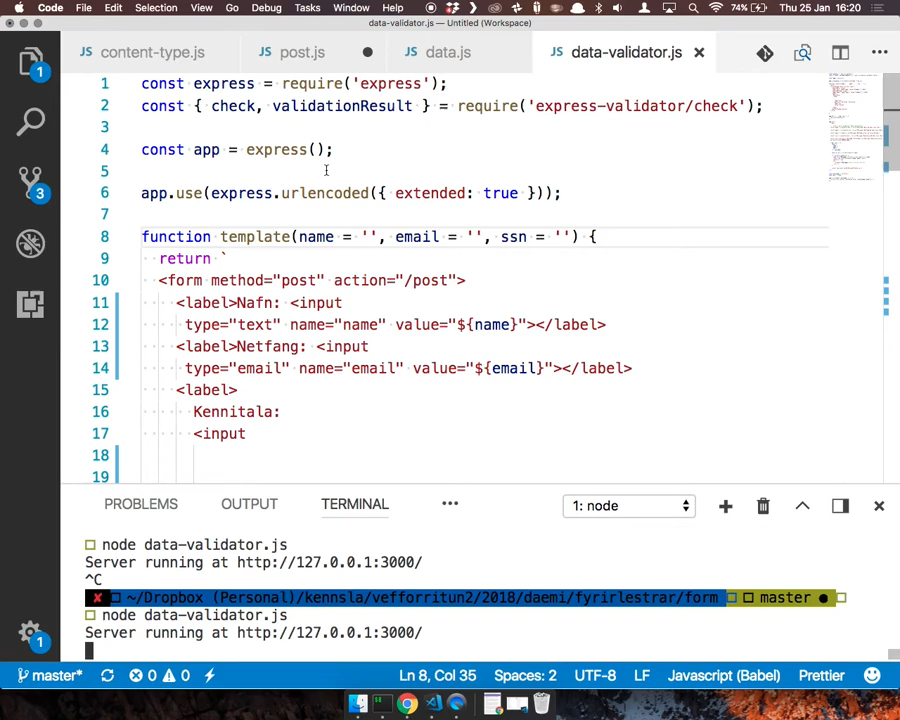 Code File Edit Selection View Go Debug Tasks Window Help 74% Thu 25 Jan 16:20
data-validator.js — Untitled (Workspace)
JS content-type.js JS post.js JS data.js JS data-validator.js
1 const express = require('express');
2 const { check, validationResult } = require('express-validator/check');
3
4 const app = express();
5
6 app.use(express.urlencoded({ extended: true }));
7
8 function template(name = '', email = '', ssn = '') {
9 return `
10 <form method="post" action="/post">
11 <label>Nafn: <input
12 type="text" name="name" value="${name}"></label>
13 <label>Netfang: <input
14 type="email" name="email" value="${email}"></label>
15 <label>
16 Kennitala:
17 <input
18
19
1
3
1
PROBLEMS OUTPUT TERMINAL ••• 1: node
node data-validator.js
Server running at http://127.0.0.1:3000/
^C
✘ ~/Dropbox (Personal)/kennsla/vefforritun2/2018/daemi/fyrirlestrar/form master ●
node data-validator.js
Server running at http://127.0.0.1:3000/
master* 0 0 Ln 8, Col 35 Spaces: 2 UTF-8 LF Javascript (Babel) Prettier